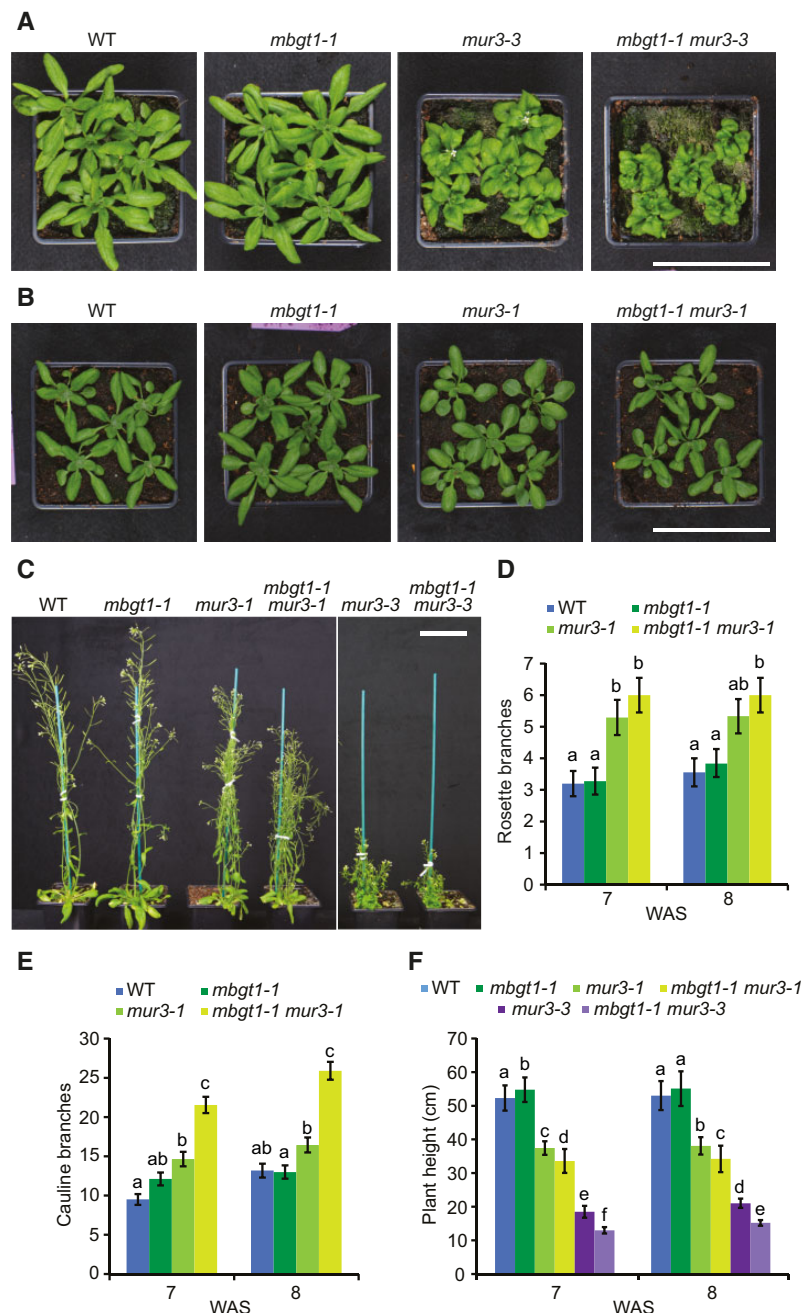 A
WT mbgt1-1 mur3-3 mbgt1-1 mur3-3
B
WT mbgt1-1 mur3-1 mbgt1-1 mur3-1
C
WT mbgt1-1 mur3-1 mbgt1-1 mur3-1 mur3-3 mbgt1-1 mur3-3
D
WT mbgt1-1
mur3-1 mbgt1-1 mur3-1
Rosette branches
7
6
5
4
3
2
1
0
a a b b a a ab b
7 8
WAS
E
WT mbgt1-1
mur3-1 mbgt1-1 mur3-1
Cauline branches
30
25
20
15
10
5
0
a ab b c ab a b c
7 8
WAS
F
WT mbgt1-1 mur3-1 mbgt1-1 mur3-1
mur3-3 mbgt1-1 mur3-3
Plant height (cm)
70
60
50
40
30
20
10
0
a b c d e f a a b c d e
7 8
WAS